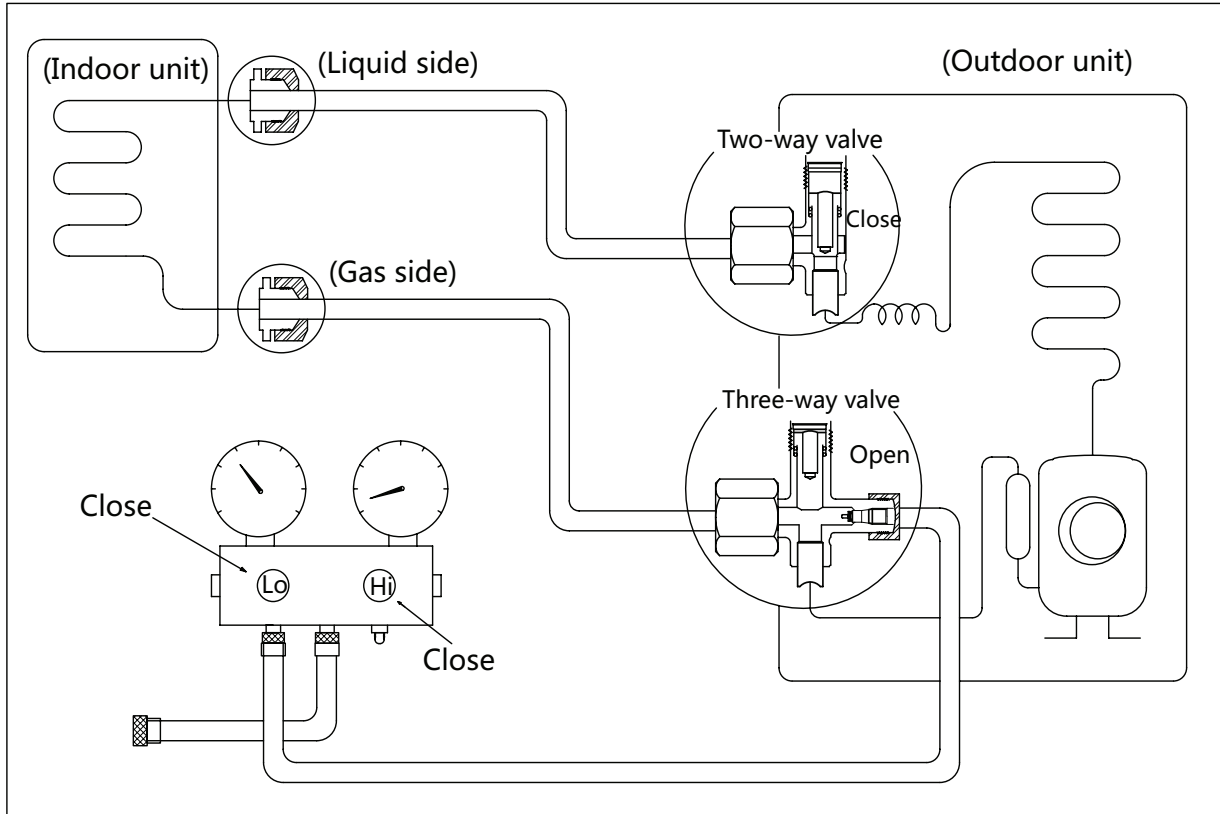 (Indoor unit)
(Liquid side)
(Outdoor unit)
Two-way valve
Close
(Gas side)
Three-way valve
Open
Close
Lo
Hi
Close